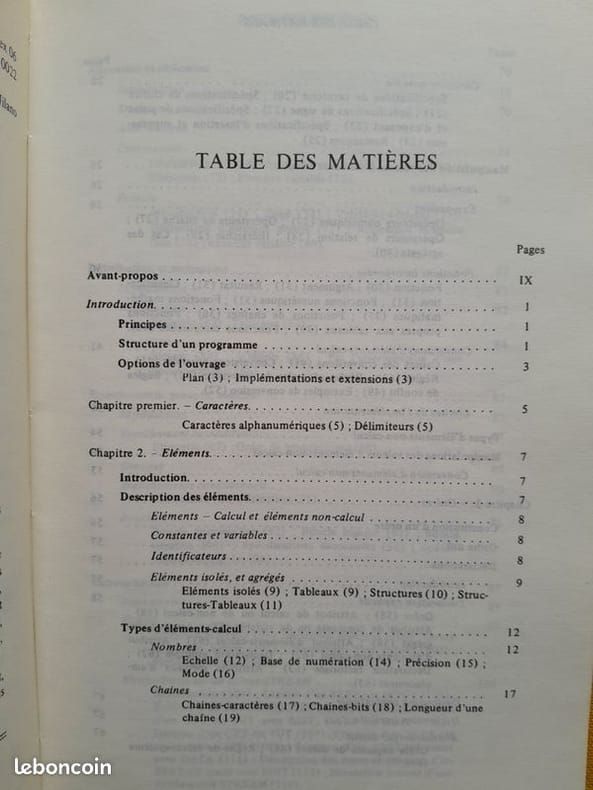 ex 06
0022
Milano
TABLE DES MATIÈRES
Pages
Avant-propos . . . . . . . . . . IX
Introduction. . . . . . . . . . 1
Principes . . . . . . . . . . 1
Structure d'un programme . . . . . . . . . . 1
Options de l'ouvrage . . . . . . . . . . 3
Plan (3) ; Implémentations et extensions (3)
Chapitre premier. – Caractères. . . . . . . . . . 5
Caractères alphanumériques (5) ; Délimiteurs (5)
Chapitre 2. – Eléments. . . . . . . . . . 7
Introduction. . . . . . . . . . 7
Description des éléments. . . . . . . . . . 7
Eléments – Calcul et éléments non-calcul . . . . . . . . . . 8
Constantes et variables . . . . . . . . . . 8
Identificateurs . . . . . . . . . . 8
Eléments isolés, et agrégés . . . . . . . . . . 9
Eléments isolés (9) ; Tableaux (9) ; Structures (10) ; Struc-
tures-Tableaux (11)
Types d'éléments-calcul . . . . . . . . . . 12
Nombres . . . . . . . . . . 12
Echelle (12) ; Base de numération (14) ; Précision (15) ;
Mode (16)
Chaines . . . . . . . . . . 17
Chaines-caractères (17) ; Chaines-bits (18) ; Longueur d'une
chaîne (19)
leboncoin